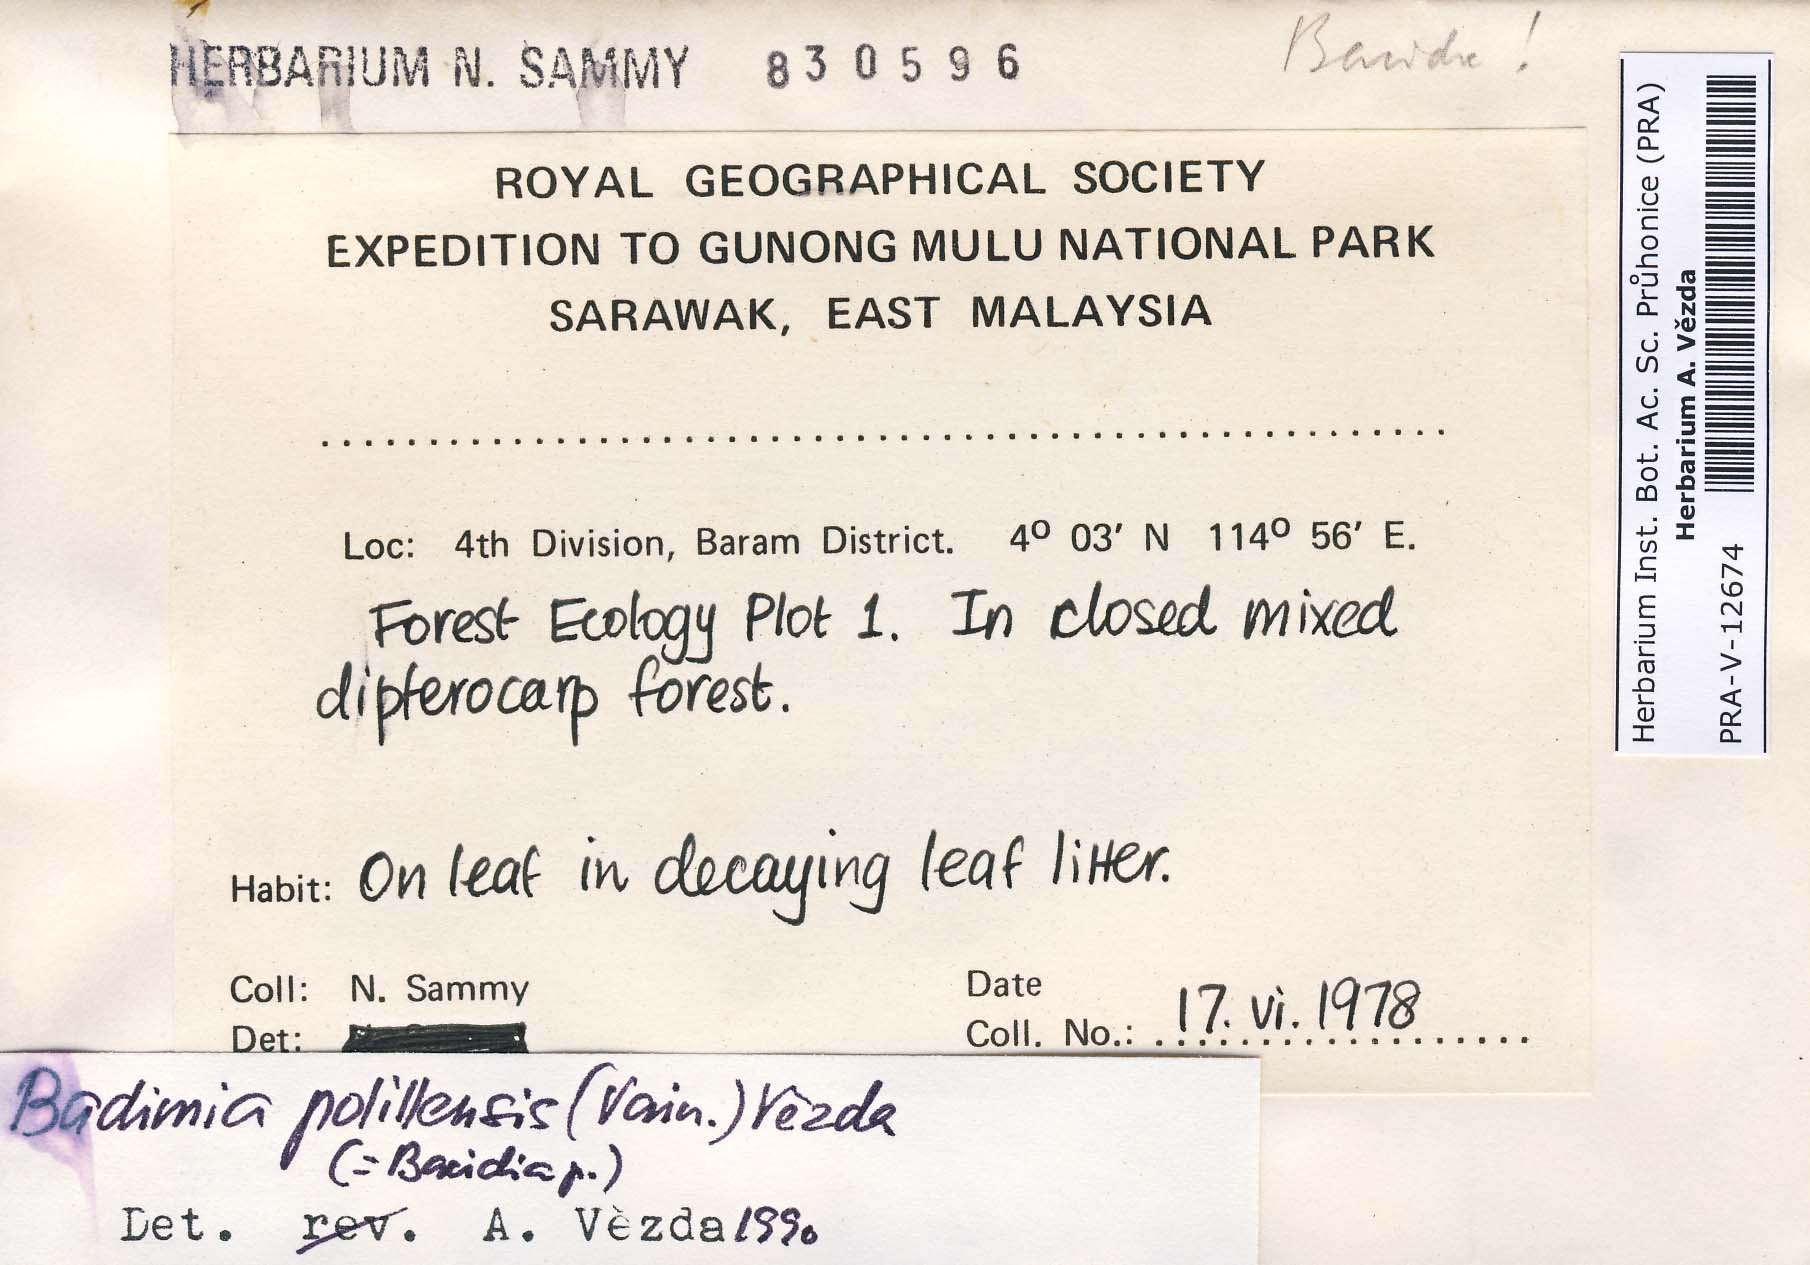 HERBARIUM N. SAMMY 830596
ROYAL GEOGRAPHICAL SOCIETY
EXPEDITION TO GUNONG MULU NATIONAL PARK
SARAWAK, EAST MALAYSIA
Loc: 4th Division, Baram District. 4º 03' N 114º 56' E.
Forest Ecology Plot 1. In closed mixed
dipterocarp forest.
Habit: On leaf in decaying leaf litter.
Coll: N. Sammy
Det:
Date
Coll. No.: 17. vi. 1978
Badimia polillensis (Vain.) Vězda
(= Bacidia p.)
Det. rev. A. Vèzda 1990
Herbarium Inst. Bot. Ac. Sc. Průhonice (PRA)
Herbarium A. Vězda
PRA-V-12674